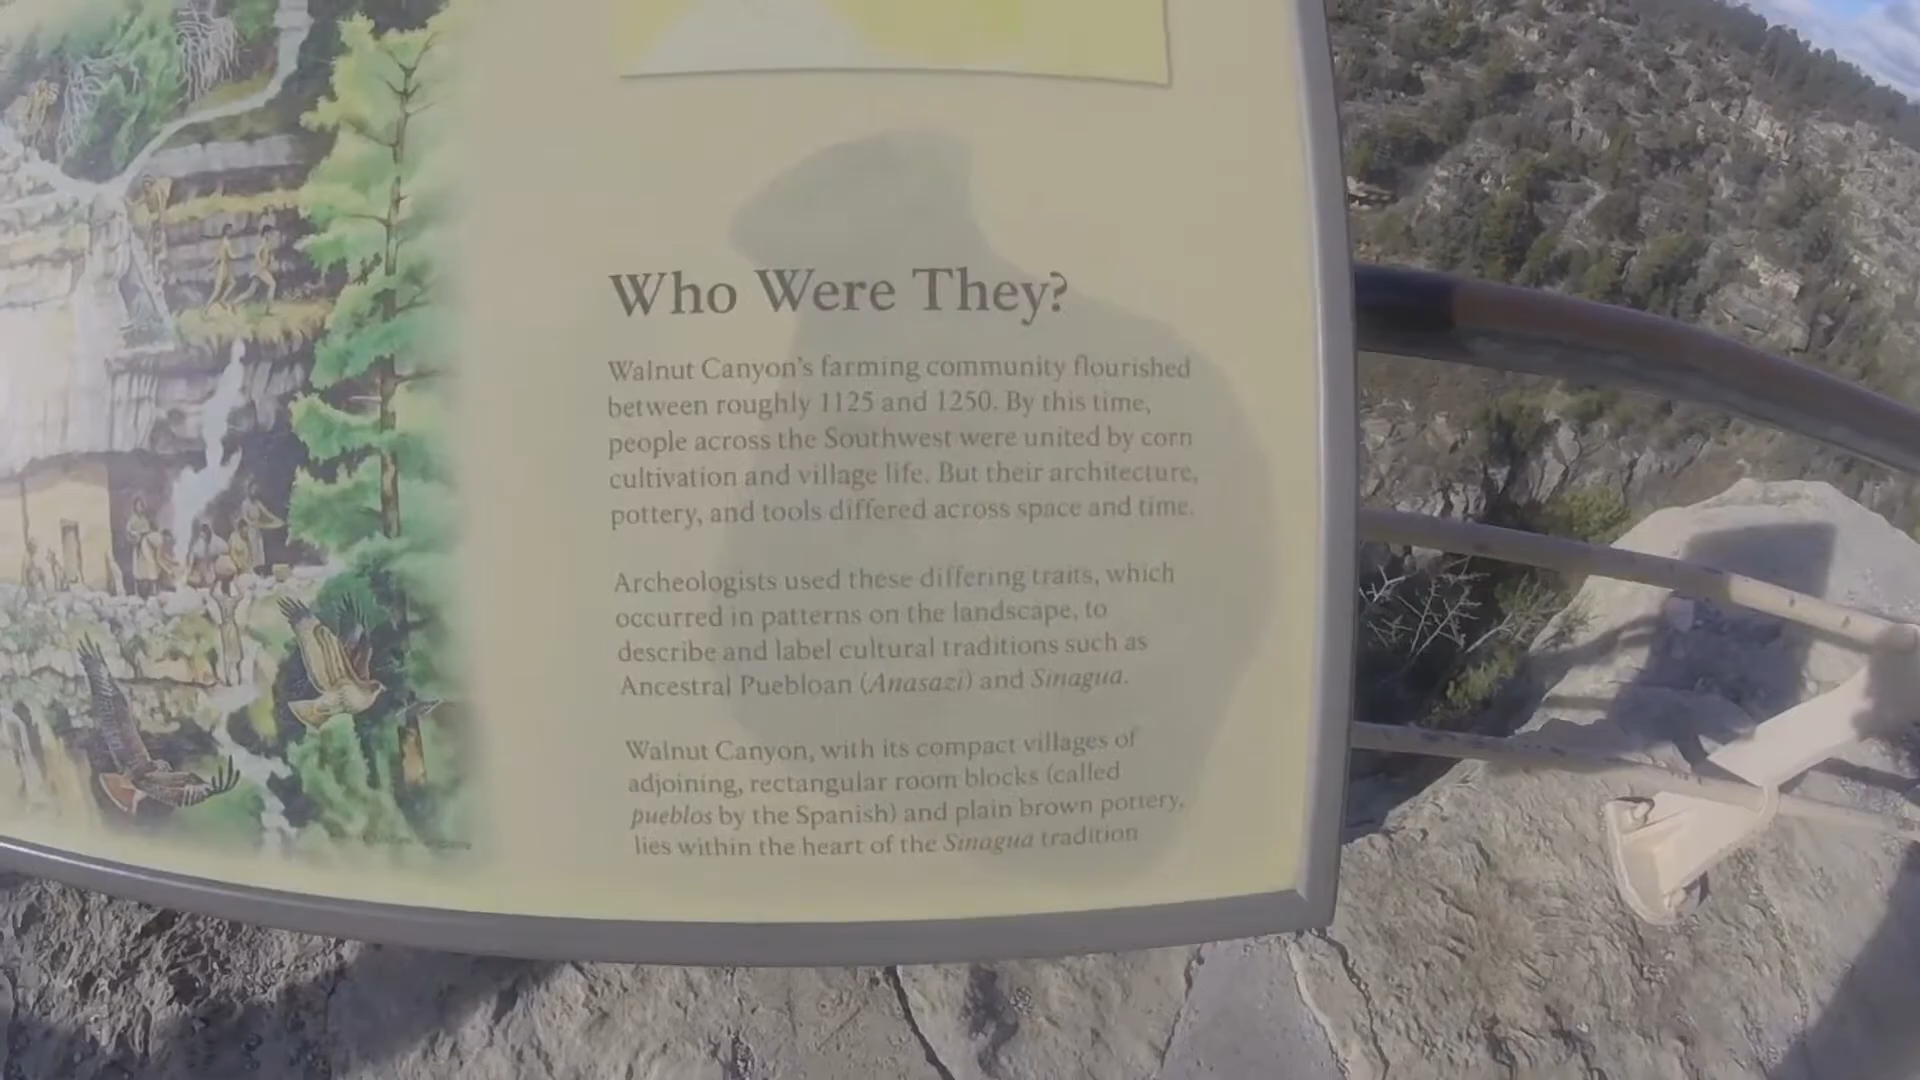 Who Were They?
Walnut Canyon's farming community flourished
between roughly 1125 and 1250. By this time,
people across the Southwest were united by corn
cultivation and village life. But their architecture,
pottery, and tools differed across space and time.
Archeologists used these differing traits, which
occurred in patterns on the landscape, to
describe and label cultural traditions such as
Ancestral Puebloan (Anasazi) and Sinagua.
Walnut Canyon, with its compact villages of
adjoining, rectangular room blocks (called
pueblos by the Spanish) and plain brown pottery,
lies within the heart of the Sinagua tradition